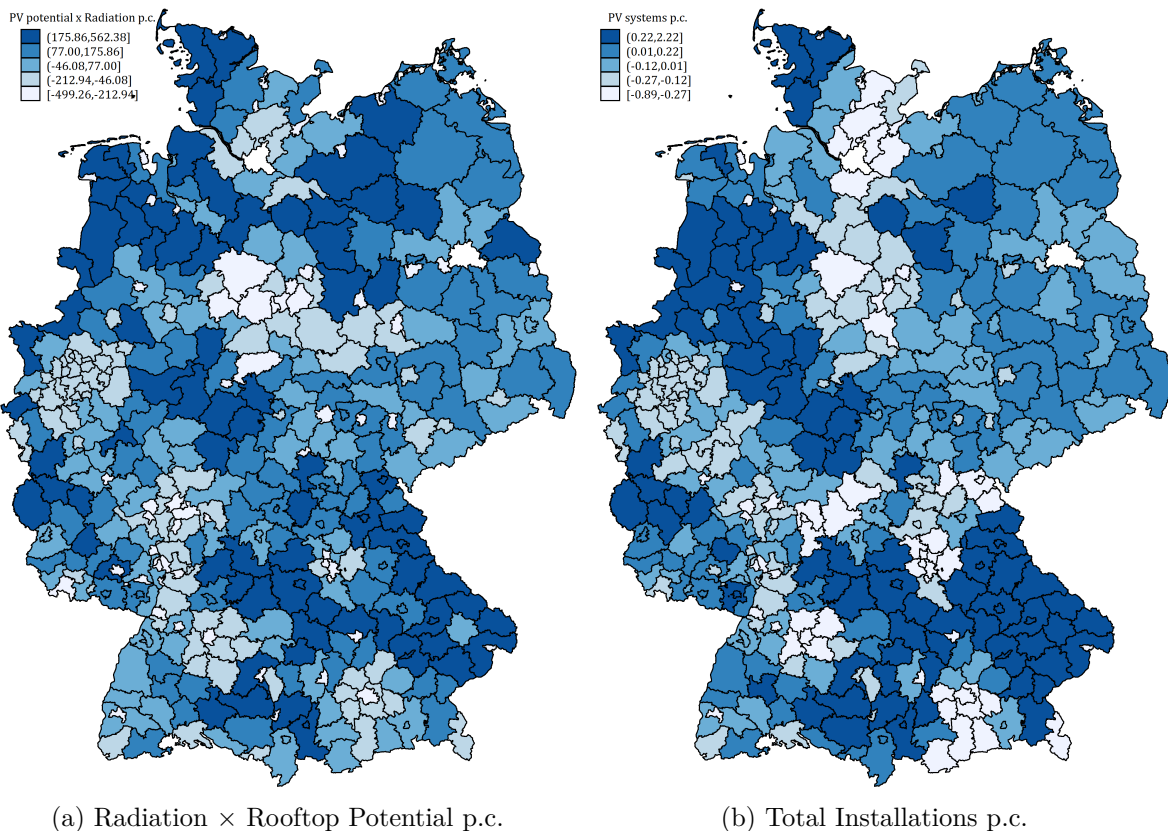 PV potential x Radiation p.c.
(175.86,562.38]
(77.00,175.86]
(-46.08,77.00]
(-212.94,-46.08]
[-499.26,-212.94]
PV systems p.c.
(0.22,2.22]
(0.01,0.22]
(-0.12,0.01]
(-0.27,-0.12]
[-0.89,-0.27]
(a) Radiation × Rooftop Potential p.c.
(b) Total Installations p.c.